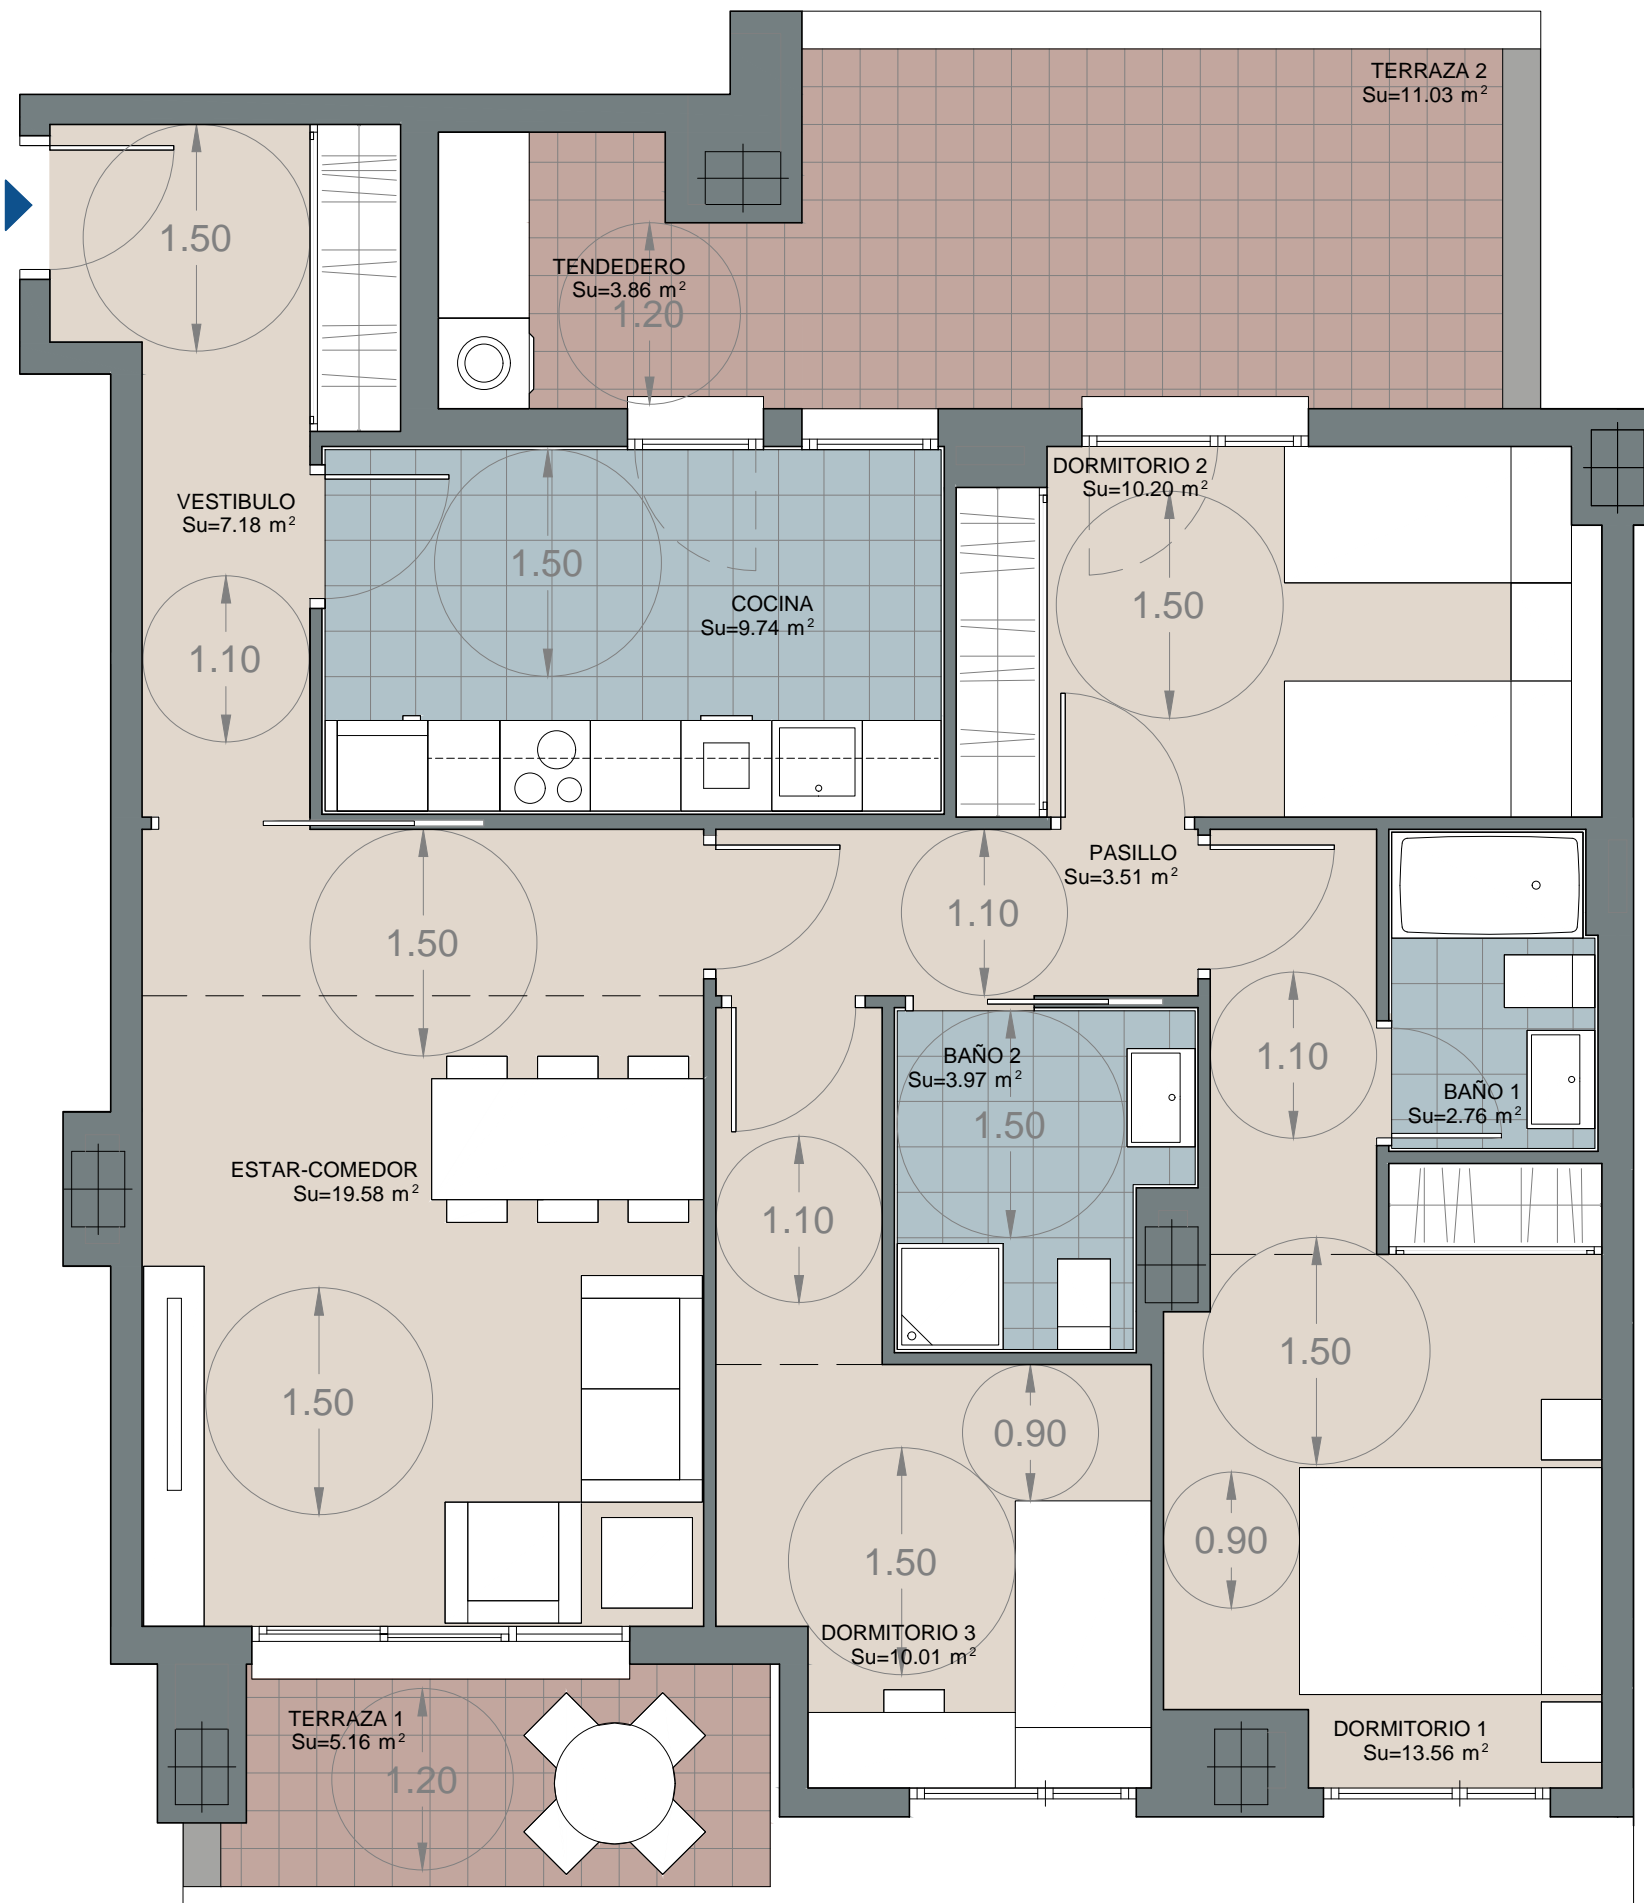 TERRAZA 2
Su=11.03 m²
1.50
TENDEDERO
Su=3.86 m²
1.20
VESTIBULO
Su=7.18 m²
1.50
COCINA
Su=9.74 m²
DORMITORIO 2
Su=10.20 m²
1.50
1.10
PASILLO
Su=3.51 m²
1.10
1.50
BAÑO 2
Su=3.97 m²
1.50
1.10
BAÑO 1
Su=2.76 m²
ESTAR-COMEDOR
Su=19.58 m²
1.10
1.50
1.50
0.90
1.50
0.90
DORMITORIO 3
Su=10.01 m²
TERRAZA 1
Su=5.16 m²
1.20
DORMITORIO 1
Su=13.56 m²